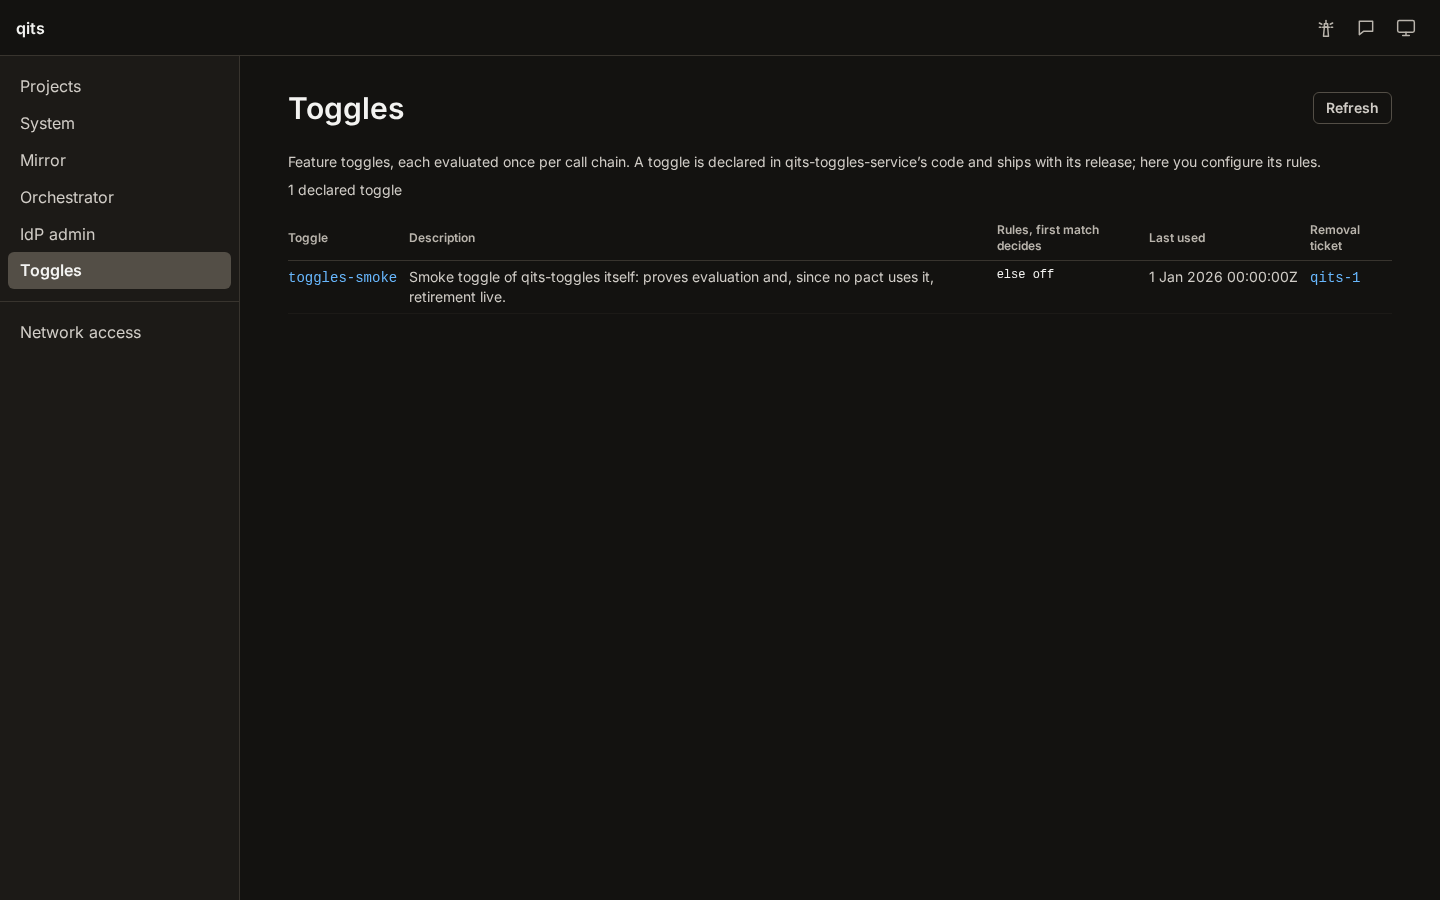 qits
Projects
System
Mirror
Orchestrator
IdP admin
Toggles
Network access
Toggles
Refresh
Feature toggles, each evaluated once per call chain. A toggle is declared in qits-toggles-service’s code and ships with its release; here you configure its rules.
1 declared toggle
Toggle
Description
Rules, first match
decides
Last used
Removal
ticket
toggles-smoke
Smoke toggle of qits-toggles itself: proves evaluation and, since no pact uses it,
retirement live.
else off
1 Jan 2026 00:00:00Z
qits-1